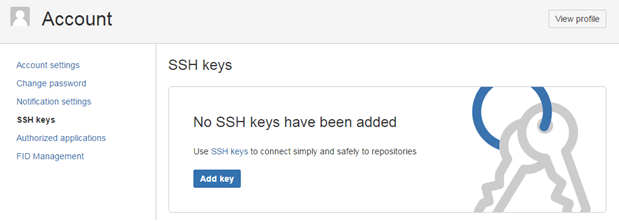 Account
View profile
Account settings
Change password
Notification settings
SSH keys
Authorized applications
FID Management
SSH keys
No SSH keys have been added
Use SSH keys to connect simply and safely to repositories
Add key